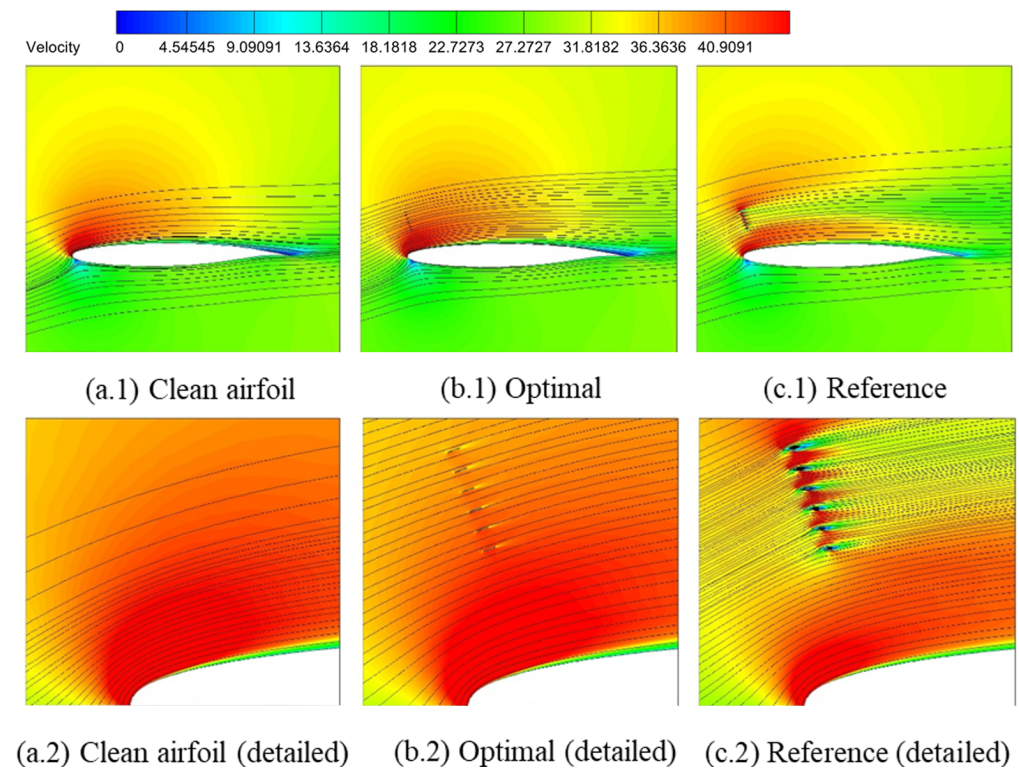 Velocity 0 4.54545 9.09091 13.6364 18.1818 22.7273 27.2727 31.8182 36.3636 40.9091
(a.1) Clean airfoil (b.1) Optimal (c.1) Reference
(a.2) Clean airfoil (detailed) (b.2) Optimal (detailed) (c.2) Reference (detailed)